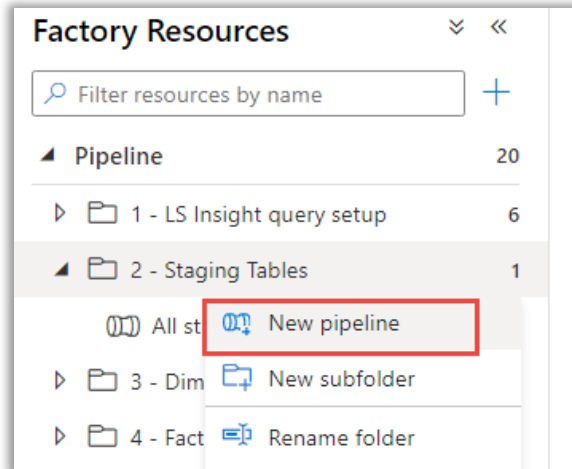 Factory Resources
Filter resources by name
Pipeline 20
1 - LS Insight query setup 6
2 - Staging Tables 1
All st New pipeline
3 - Dim New subfolder
4 - Fact Rename folder